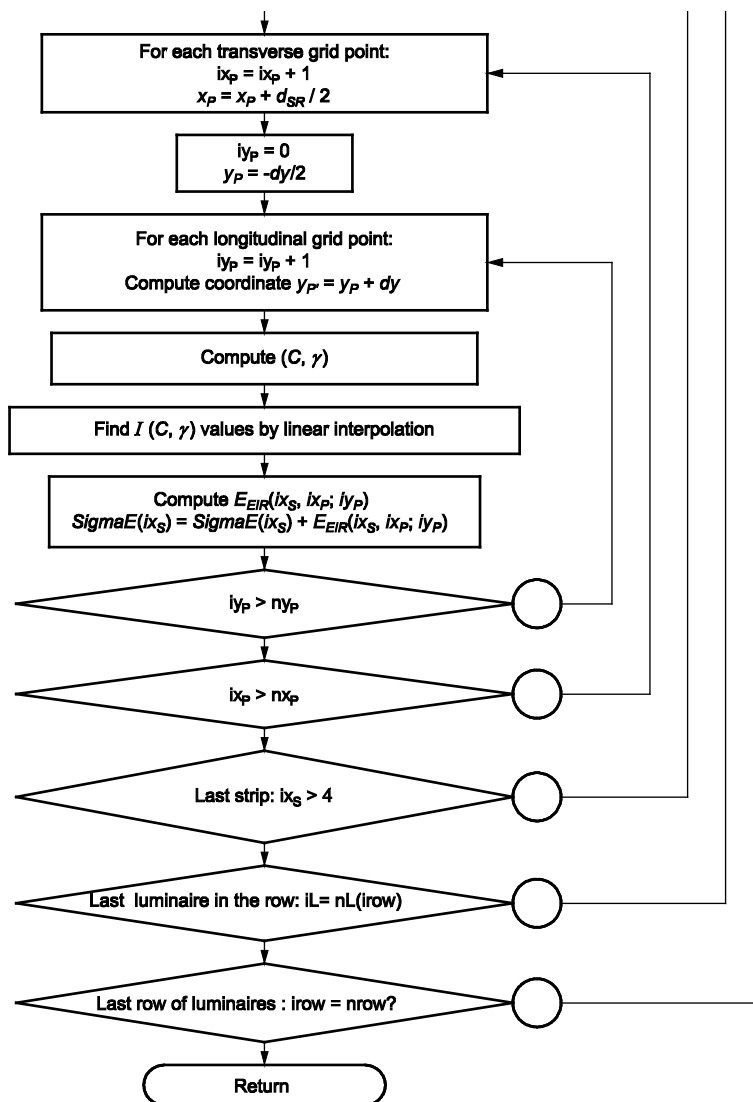 For each transverse grid point:
ixP = ixP + 1
xP = xP + dSR / 2
iyP = 0
yP = -dy/2
For each longitudinal grid point:
iyP = iyP + 1
Compute coordinate yP' = yP + dy
Compute (C, γ)
Find I (C, γ) values by linear interpolation
Compute EEIR(ixS, ixP; iyP)
SigmaE(ixS) = SigmaE(ixS) + EEIR(ixS, ixP; iyP)
iyP > nyP
ixP > nxP
Last strip: ixS > 4
Last luminaire in the row: iL= nL(irow)
Last row of luminaires : irow = nrow?
Return